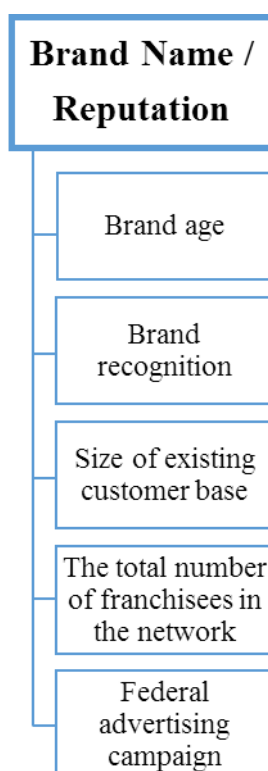 Brand Name /
Reputation
Brand age
Brand
recognition
Size of existing
customer base
The total number
of franchisees in
the network
Federal
advertising
campaign